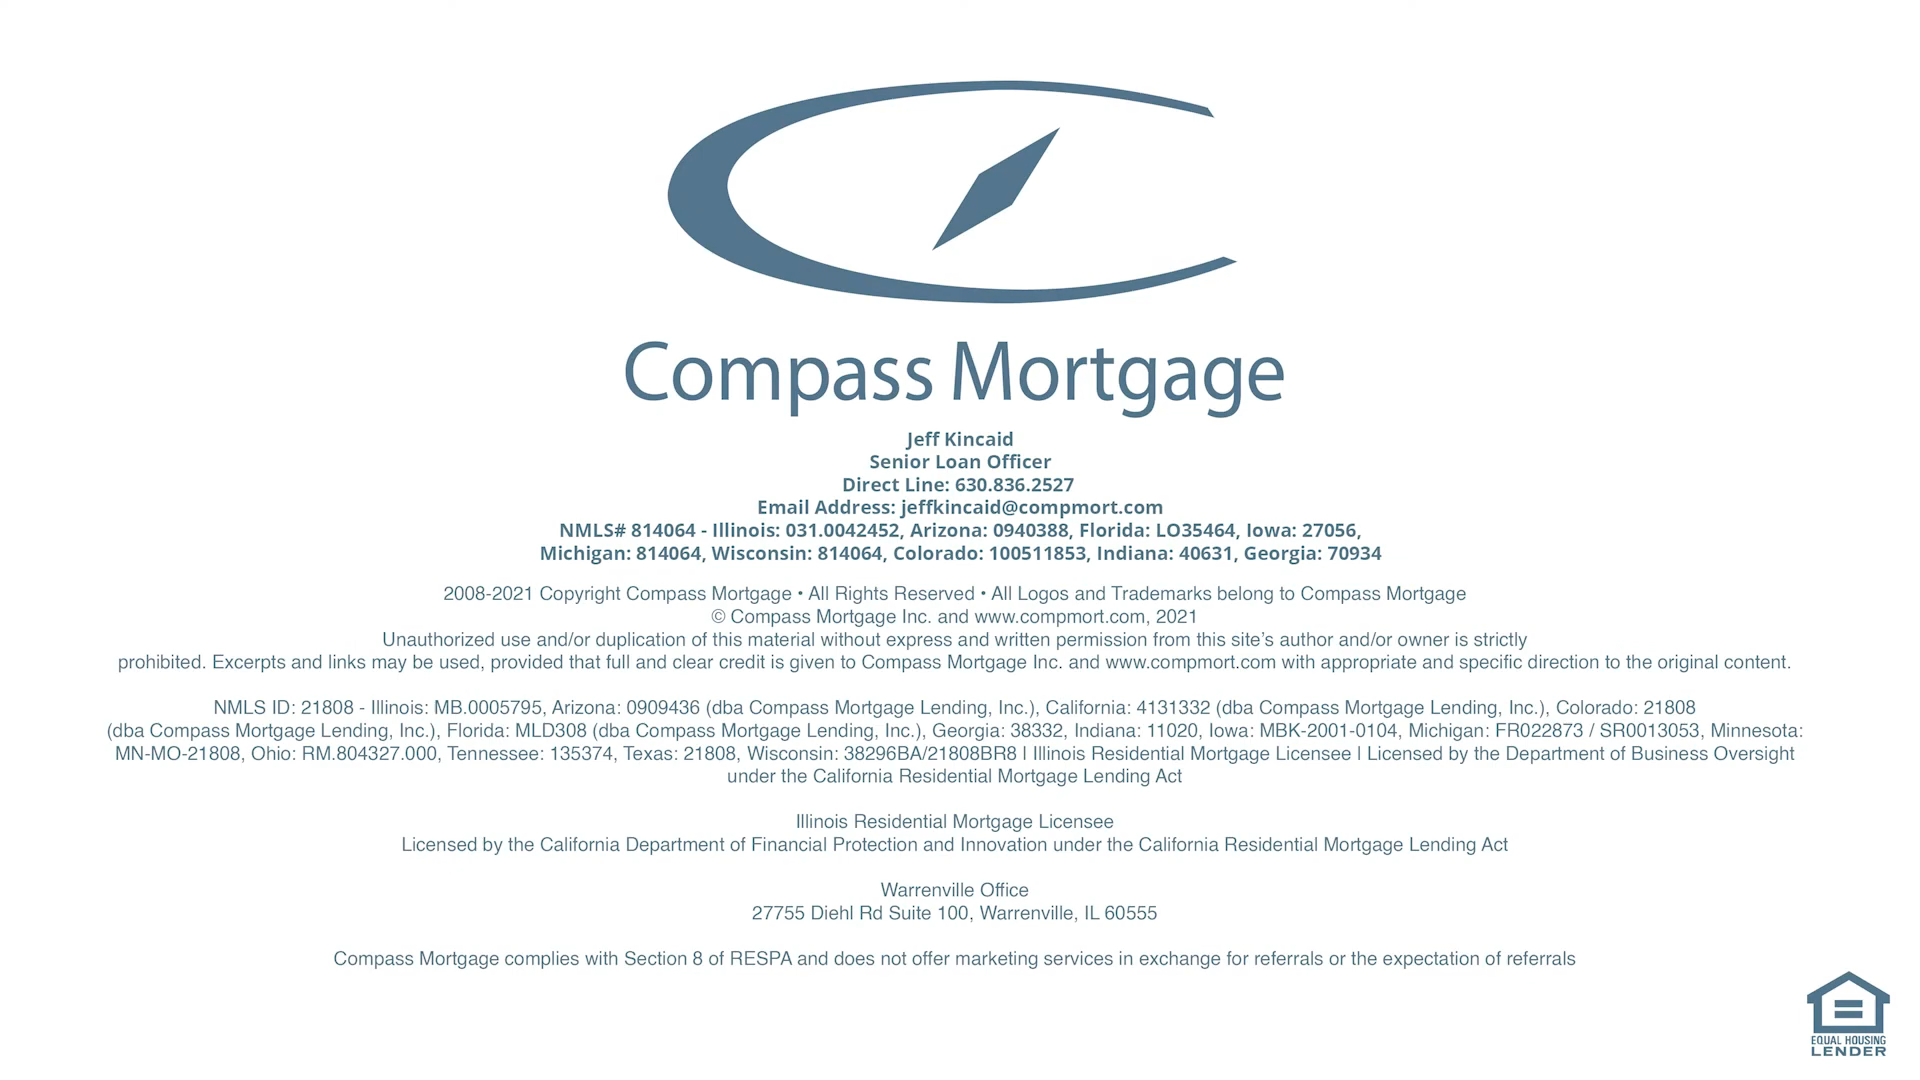 Compass Mortgage
Jeff Kincaid
Senior Loan Officer
Direct Line: 630.836.2527
Email Address: jeffkincaid@compmort.com
NMLS# 814064 - Illinois: 031.0042452, Arizona: 0940388, Florida: LO35464, Iowa: 27056,
Michigan: 814064, Wisconsin: 814064, Colorado: 100511853, Indiana: 40631, Georgia: 70934
2008-2021 Copyright Compass Mortgage • All Rights Reserved • All Logos and Trademarks belong to Compass Mortgage
© Compass Mortgage Inc. and www.compmort.com, 2021
Unauthorized use and/or duplication of this material without express and written permission from this site’s author and/or owner is strictly
prohibited. Excerpts and links may be used, provided that full and clear credit is given to Compass Mortgage Inc. and www.compmort.com with appropriate and specific direction to the original content.
NMLS ID: 21808 - Illinois: MB.0005795, Arizona: 0909436 (dba Compass Mortgage Lending, Inc.), California: 4131332 (dba Compass Mortgage Lending, Inc.), Colorado: 21808
(dba Compass Mortgage Lending, Inc.), Florida: MLD308 (dba Compass Mortgage Lending, Inc.), Georgia: 38332, Indiana: 11020, Iowa: MBK-2001-0104, Michigan: FR022873 / SR0013053, Minnesota:
MN-MO-21808, Ohio: RM.804327.000, Tennessee: 135374, Texas: 21808, Wisconsin: 38296BA/21808BR8 | Illinois Residential Mortgage Licensee | Licensed by the Department of Business Oversight
under the California Residential Mortgage Lending Act
Illinois Residential Mortgage Licensee
Licensed by the California Department of Financial Protection and Innovation under the California Residential Mortgage Lending Act
Warrenville Office
27755 Diehl Rd Suite 100, Warrenville, IL 60555
Compass Mortgage complies with Section 8 of RESPA and does not offer marketing services in exchange for referrals or the expectation of referrals
EQUAL HOUSING
LENDER